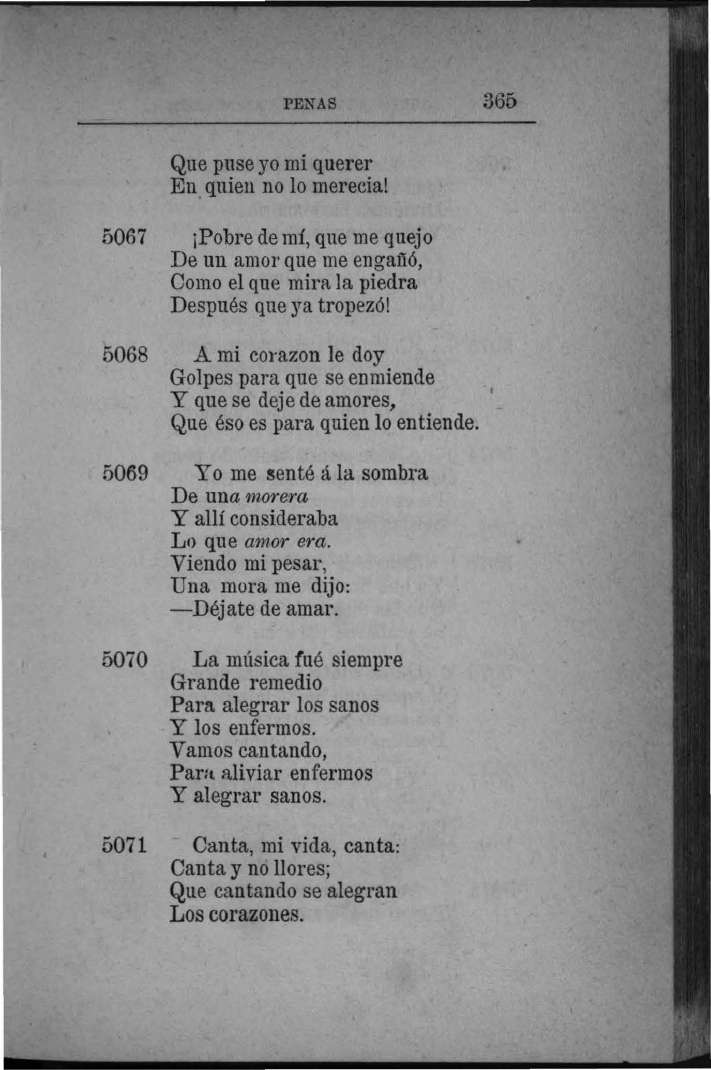 PENAS 365
Que puse yo mi querer
En quien no lo merecia!
5067 ¡Pobre de mí, que me quejo
De un amor que me engañó,
Como el que mira la piedra
Después que ya tropezó!
5068 A mi corazon le doy
Golpes para que se enmiende
Y que se deje de amores,
Que éso es para quien lo entiende.
5069 Yo me senté á la sombra
De una morera
Y allí consideraba
Lo que amor era.
Viendo mi pesar,
Una mora me dijo:
—Déjate de amar.
5070 La música fué siempre
Grande remedio
Para alegrar los sanos
Y los enfermos.
Vamos cantando,
Para aliviar enfermos
Y alegrar sanos.
5071 Canta, mi vida, canta:
Canta y no llores;
Que cantando se alegran
Los corazones.